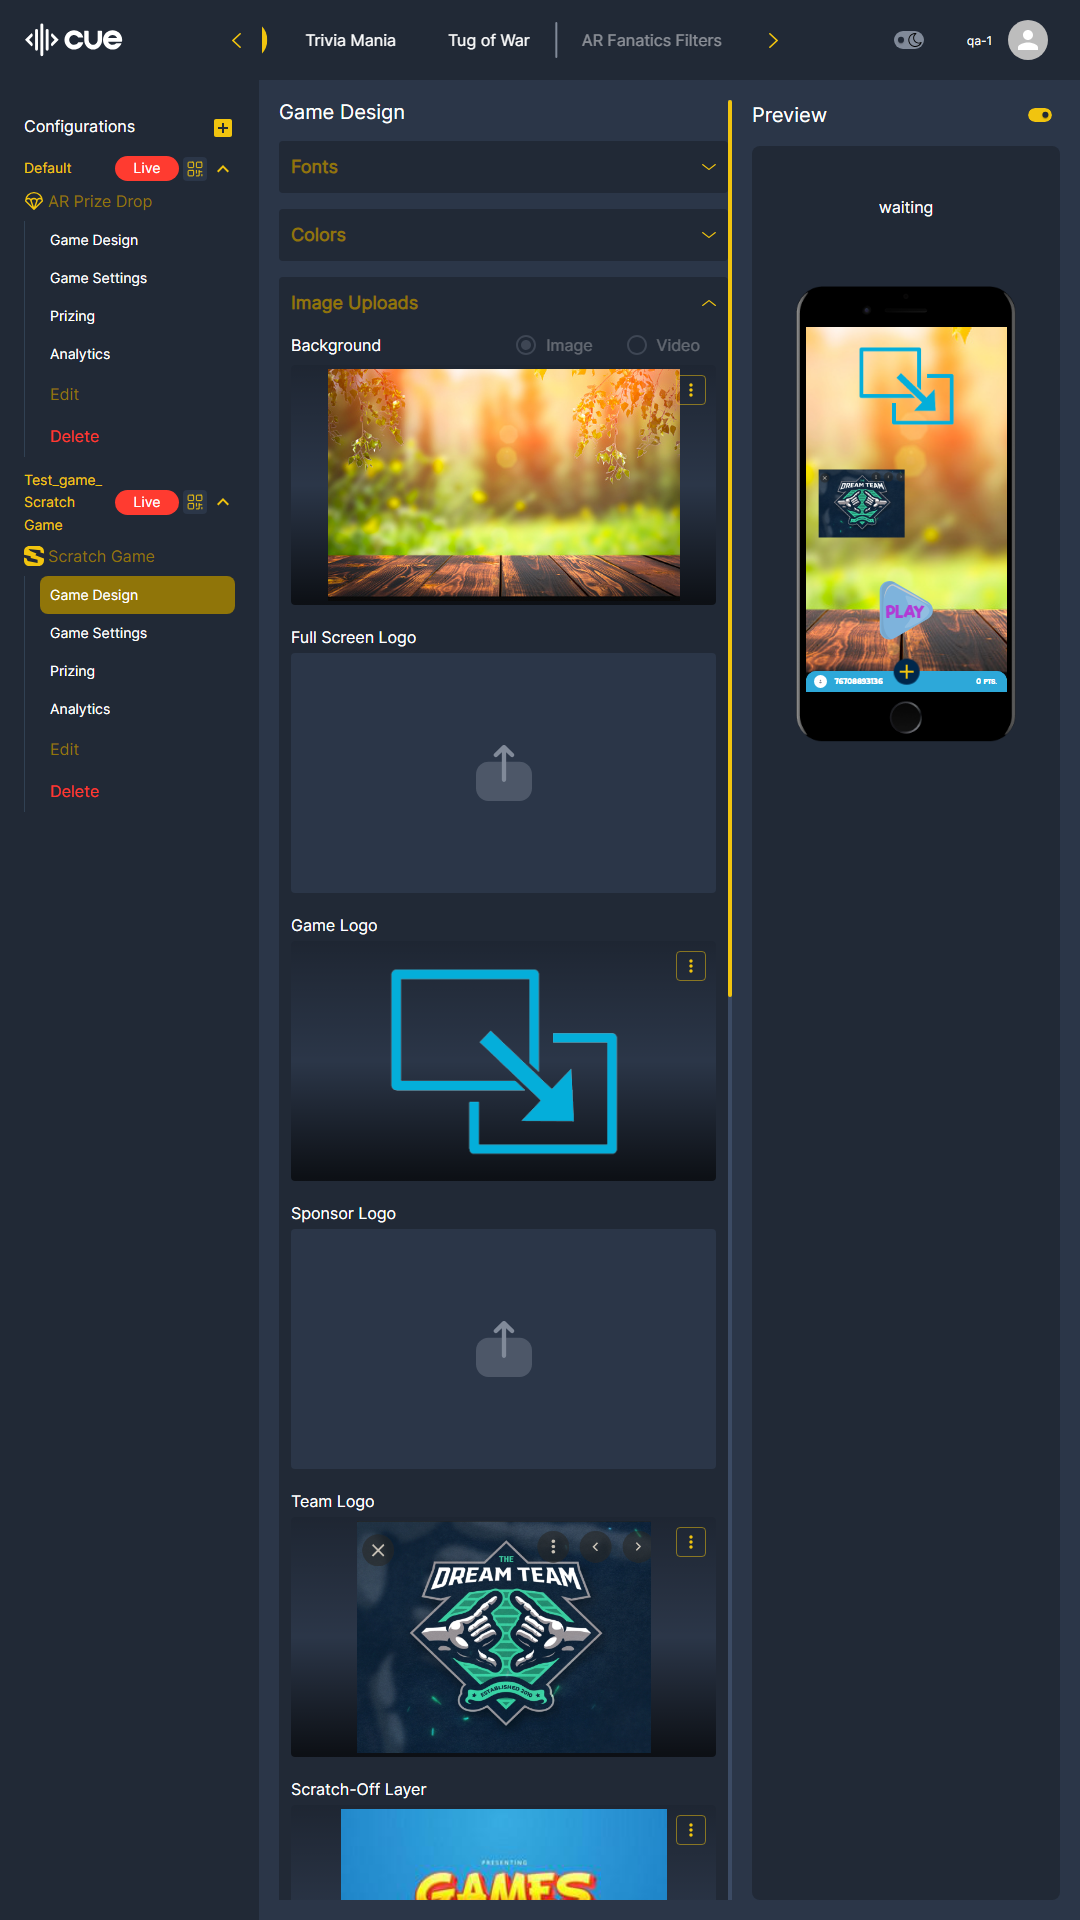 cue
Trivia Mania
Tug of War
AR Fanatics Filters
qa-1
Configurations
Default
Live
AR Prize Drop
Game Design
Game Settings
Prizing
Analytics
Edit
Delete
Test_game_
Scratch
Game
Live
Scratch Game
Game Design
Game Settings
Prizing
Analytics
Edit
Delete
Game Design
Fonts
Colors
Image Uploads
Background
Image
Video
Full Screen Logo
Game Logo
Sponsor Logo
Team Logo
THE
DREAM TEAM
ESTABLISHED 2010
Scratch-Off Layer
PRESENTING
GAMES
Preview
waiting
DREAM TEAM
PLAY
0 PTS.